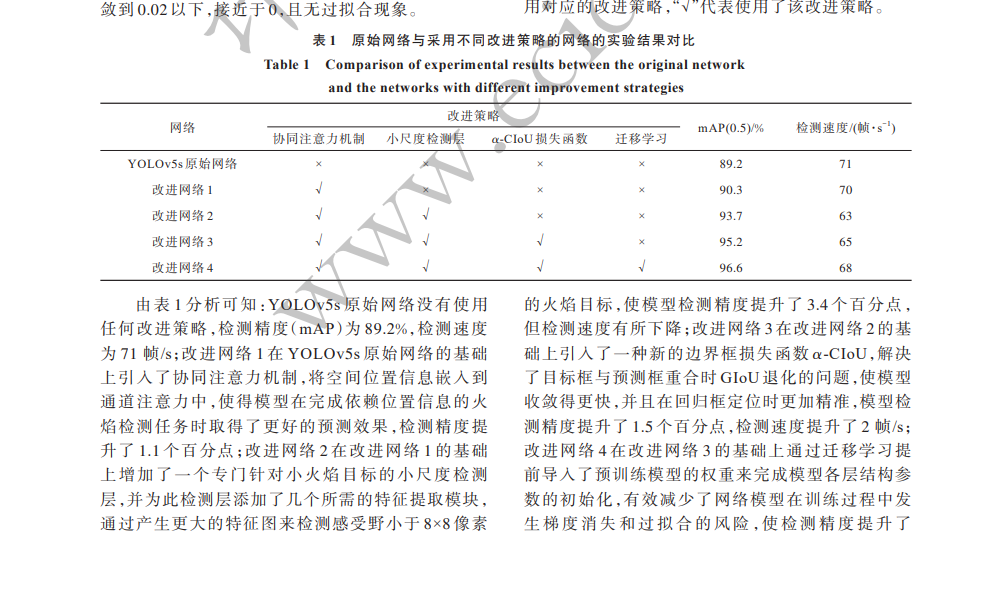 敛到0.02以下,接近于0,且无过拟合现象。
用对应的改进策略,“√”代表使用了该改进策略。
表1 原始网络与采用不同改进策略的网络的实验结果对比
Table 1 Comparison of experimental results between the original network
and the networks with different improvement strategies
网络 改进策略 mAP(0.5)/% 检测速度/(帧·s⁻¹)
协同注意力机制 小尺度检测层 α-CIoU损失函数 迁移学习
YOLOv5s原始网络 × × × × 89.2 71
改进网络1 √ × × × 90.3 70
改进网络2 √ √ × × 93.7 63
改进网络3 √ √ √ × 95.2 65
改进网络4 √ √ √ √ 96.6 68
由表1分析可知:YOLOv5s原始网络没有使用
任何改进策略,检测精度(mAP)为89.2%,检测速度
为71 帧/s;改进网络1在YOLOv5s原始网络的基础
上引入了协同注意力机制,将空间位置信息嵌入到
通道注意力中,使得模型在完成依赖位置信息的火
焰检测任务时取得了更好的预测效果,检测精度提
升了1.1个百分点;改进网络2在改进网络1的基础
上增加了一个专门针对小火焰目标的小尺度检测
层,并为此检测层添加了几个所需的特征提取模块,
通过产生更大的特征图来检测感受野小于8×8像素
的火焰目标,使模型检测精度提升了3.4个百分点,
但检测速度有所下降;改进网络3在改进网络2的基
础上引入了一种新的边界框损失函数α-CIoU,解决
了目标框与预测框重合时GIoU退化的问题,使模型
收敛得更快,并且在回归框定位时更加精准,模型检
测精度提升了1.5个百分点,检测速度提升了2 帧/s;
改进网络4在改进网络3的基础上通过迁移学习提
前导入了预训练模型的权重来完成模型各层结构参
数的初始化,有效减少了网络模型在训练过程中发
生梯度消失和过拟合的风险,使检测精度提升了
www.ecic